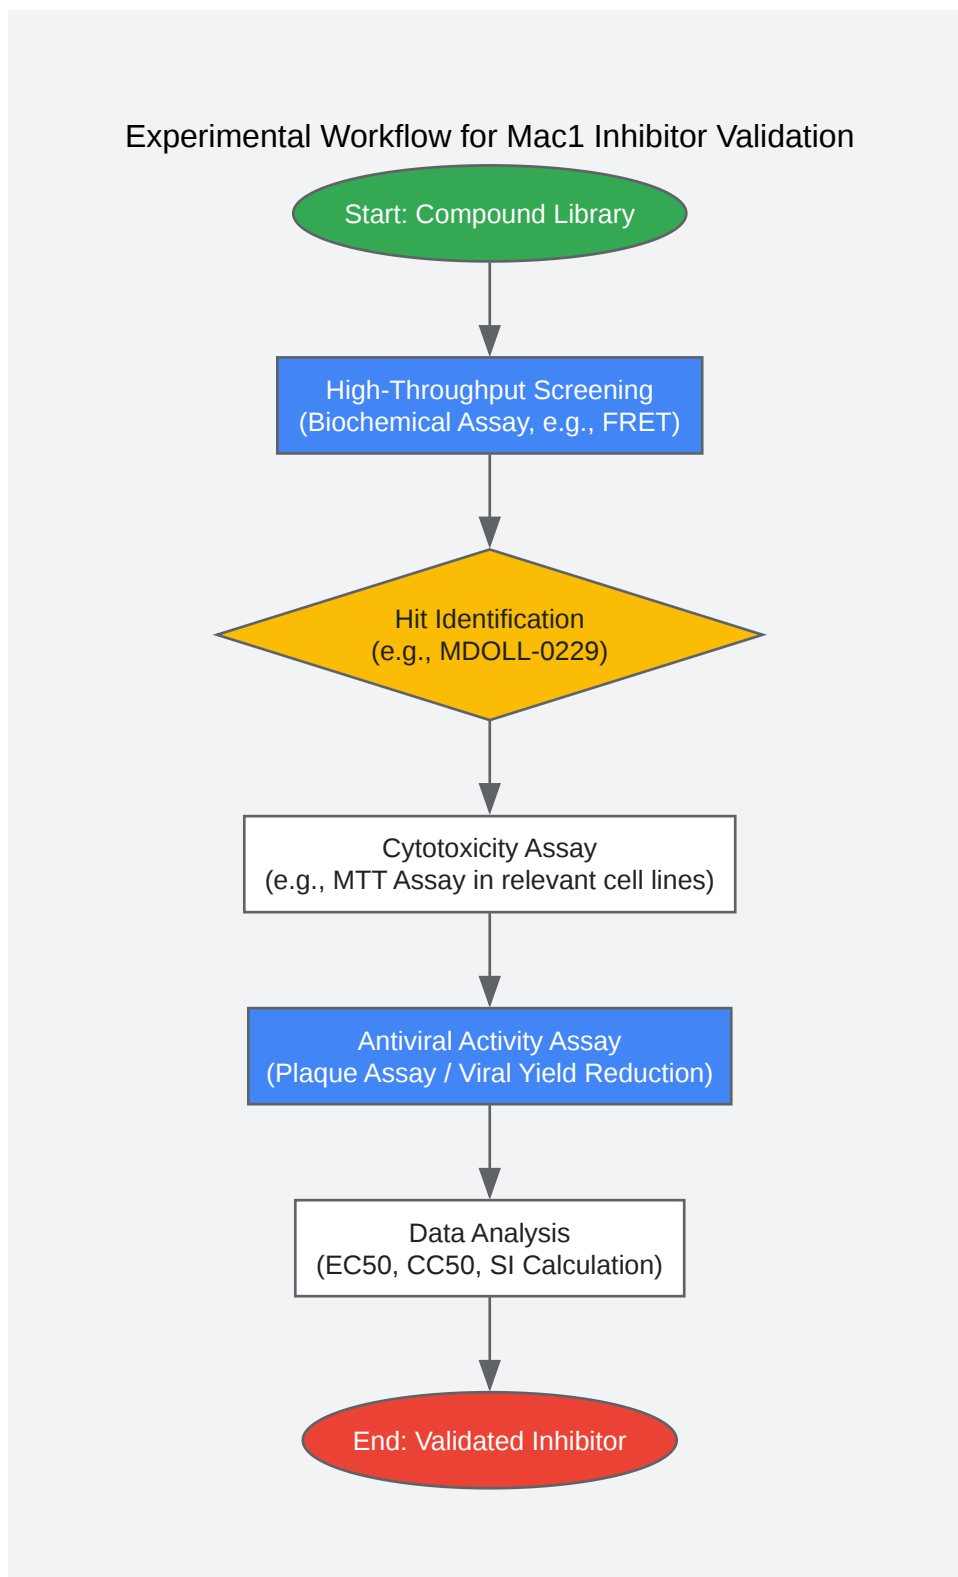 Experimental Workflow for Mac1 Inhibitor Validation
Start: Compound Library
High-Throughput Screening
(Biochemical Assay, e.g., FRET)
Hit Identification
(e.g., MDOLL-0229)
Cytotoxicity Assay
(e.g., MTT Assay in relevant cell lines)
Antiviral Activity Assay
(Plaque Assay / Viral Yield Reduction)
Data Analysis
(EC50, CC50, SI Calculation)
End: Validated Inhibitor